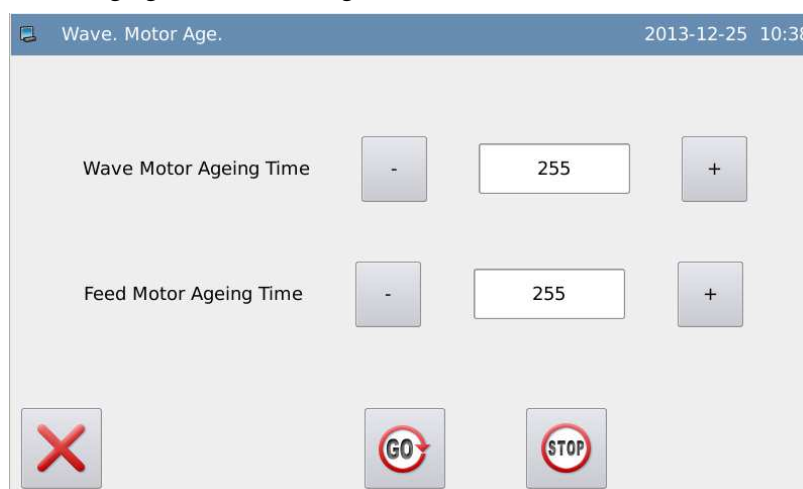 Wave. Motor Age. 2013-12-25 10:38
Wave Motor Ageing Time - 255 +
Feed Motor Ageing Time - 255 +
GO STOP